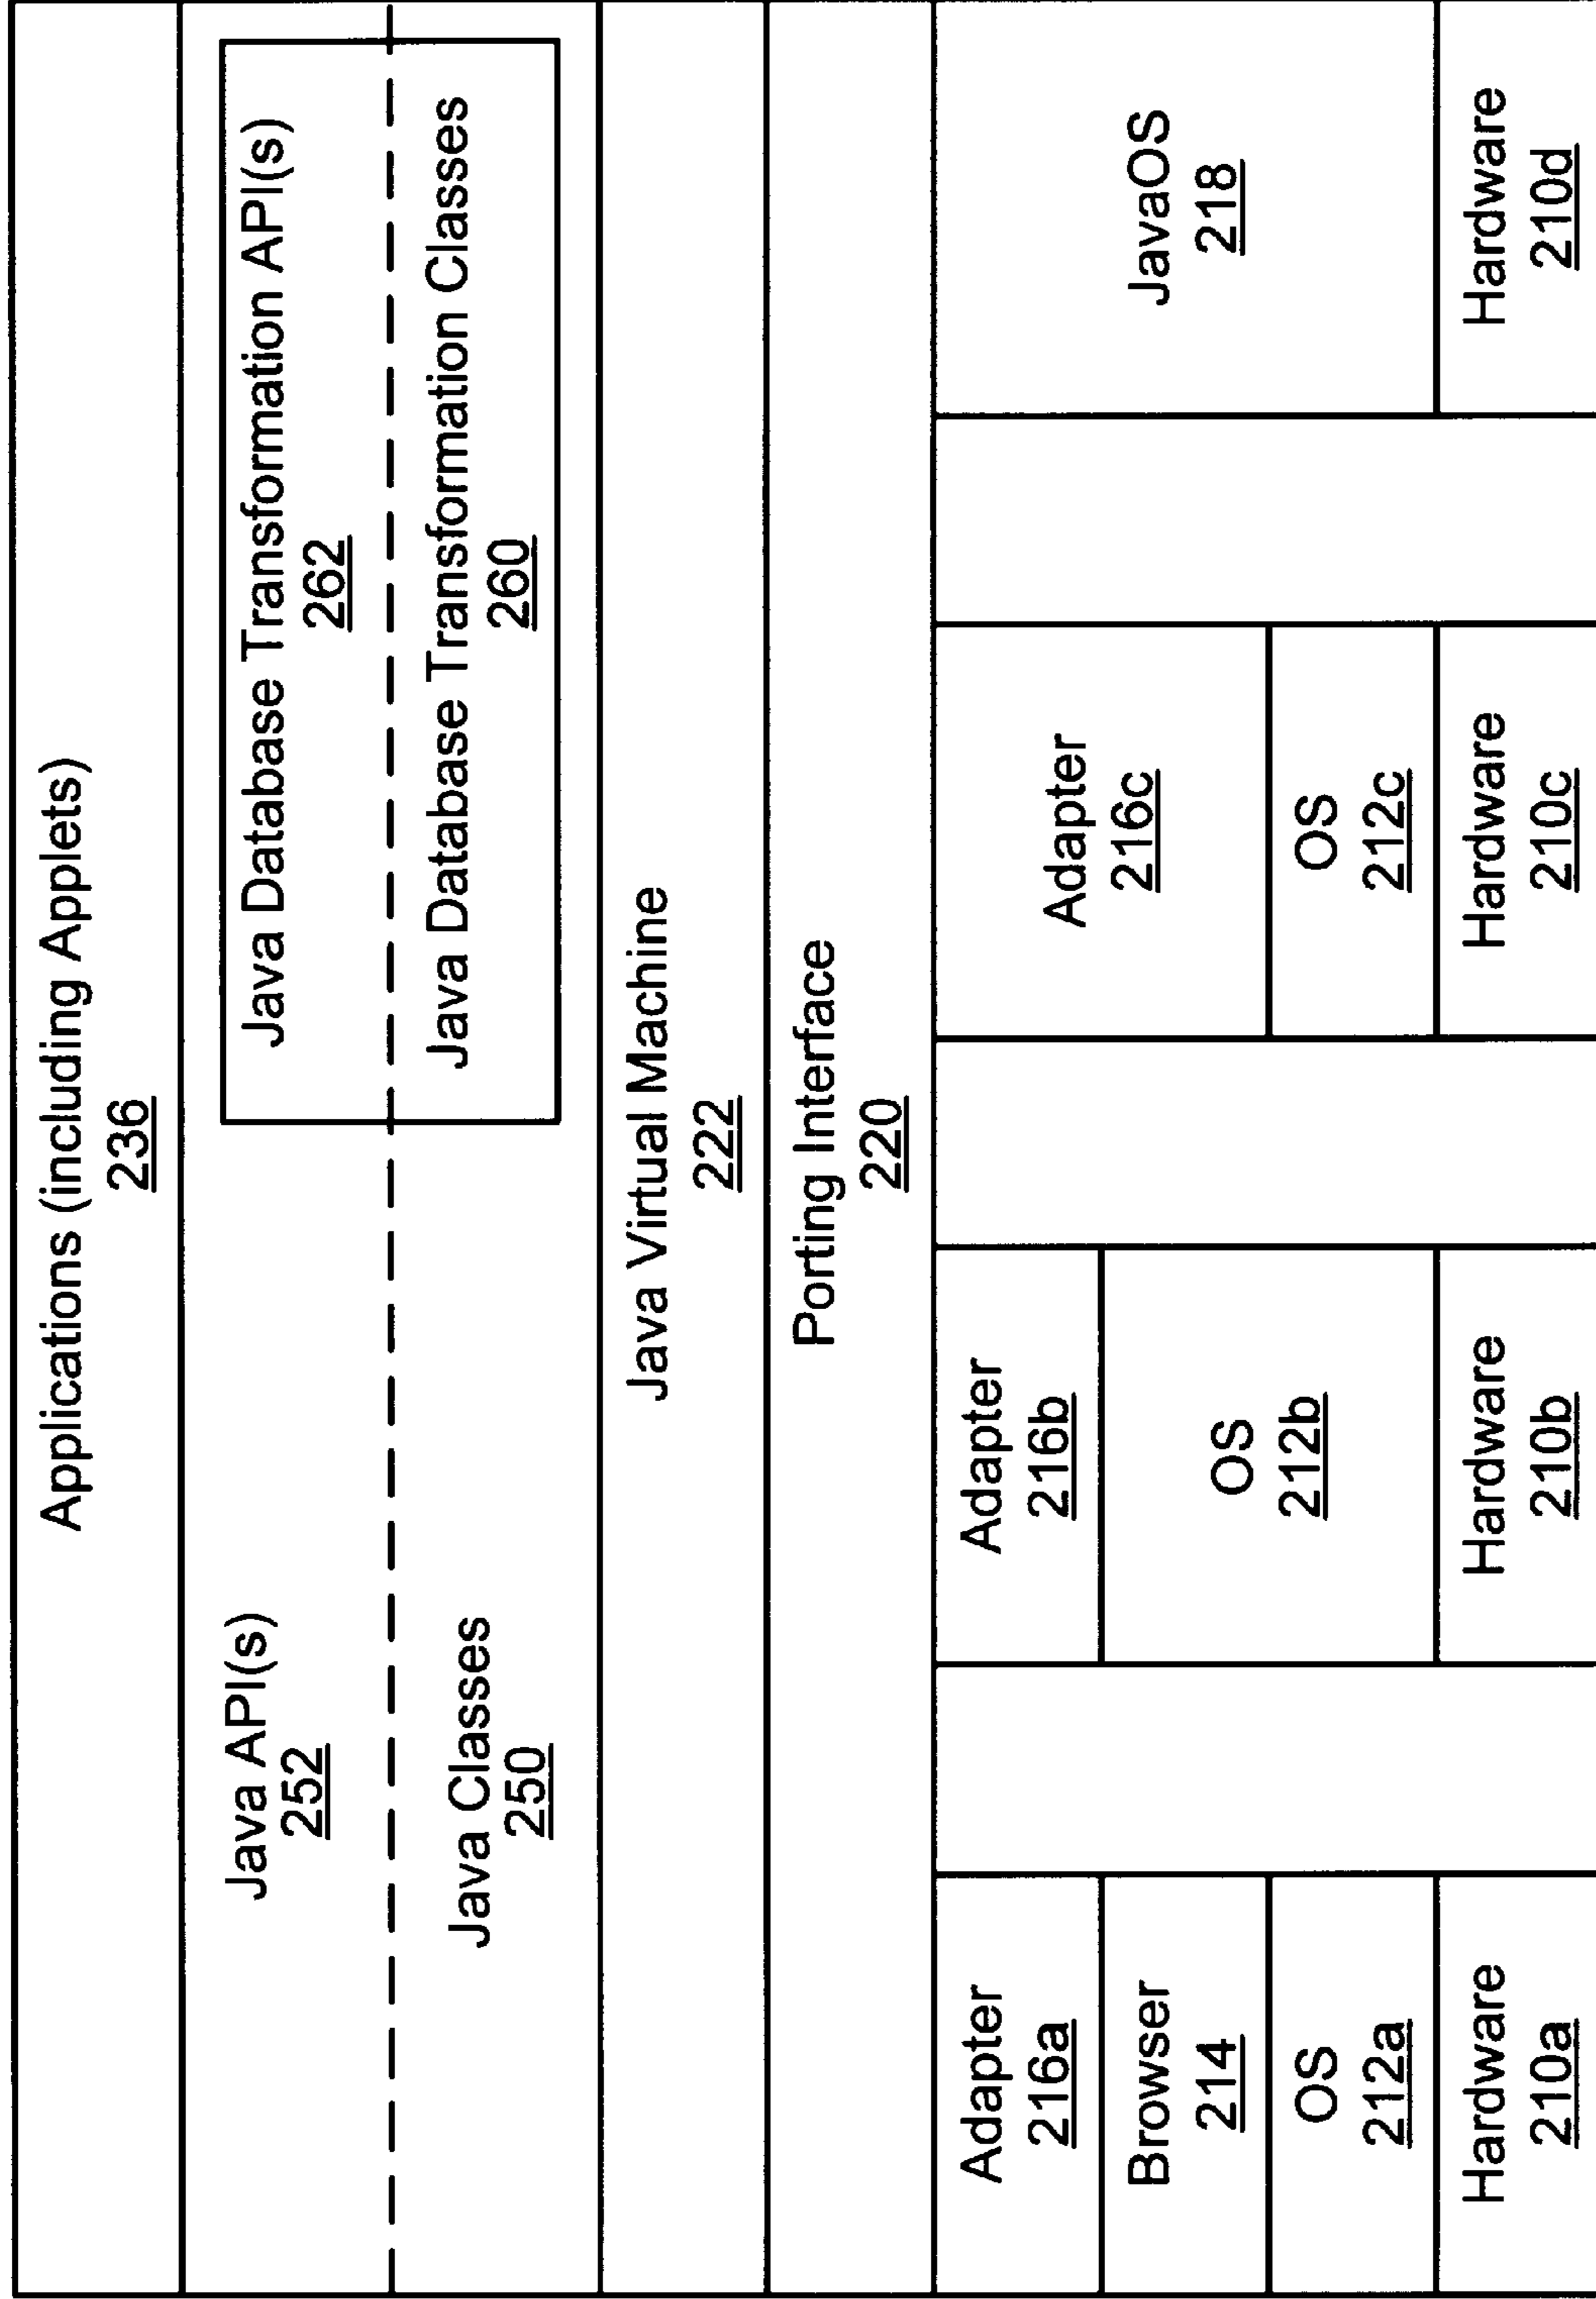 Applications (including Applets)
236
Java API(s)
252
Java Database Transformation API(s)
262
Java Classes
250
Java Database Transformation Classes
260
Java Virtual Machine
222
Porting Interface
220
Adapter
216a
Browser
214
OS
212a
Hardware
210a
Adapter
216b
OS
212b
Hardware
210b
Adapter
216c
OS
212c
Hardware
210c
JavaOS
218
Hardware
210d